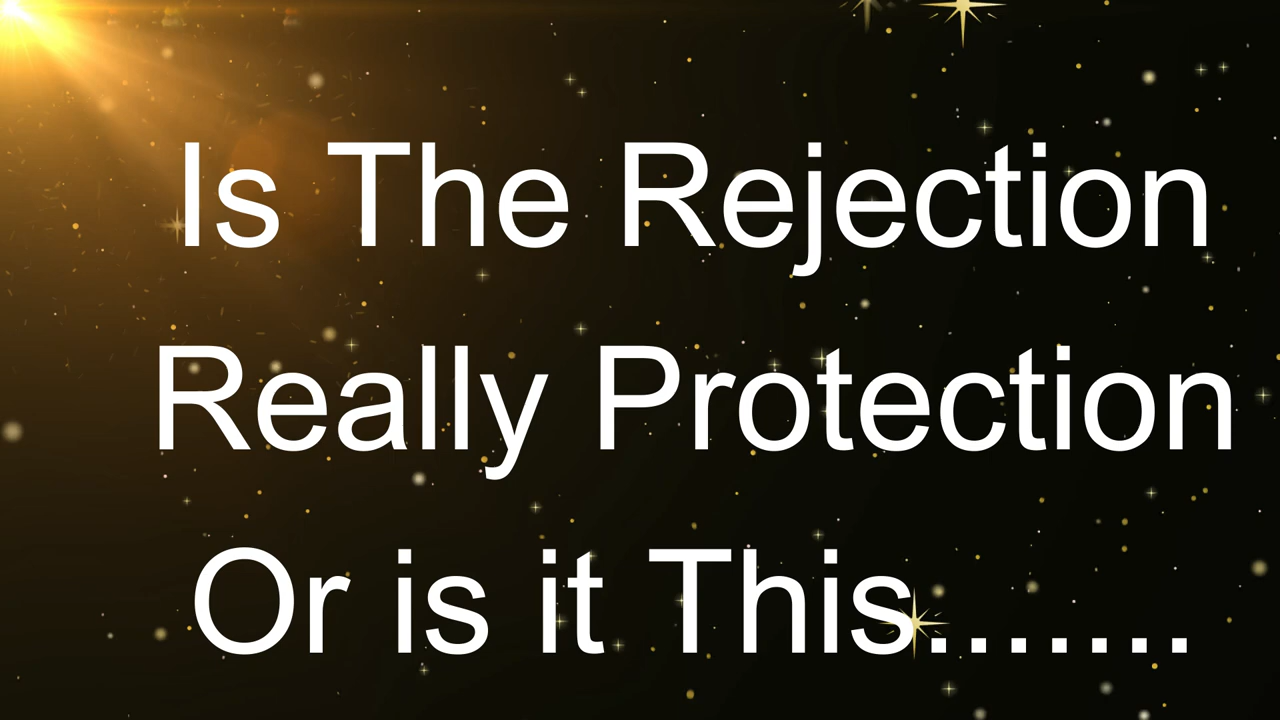 Is The Rejection
Really Protection
Or is it This.......